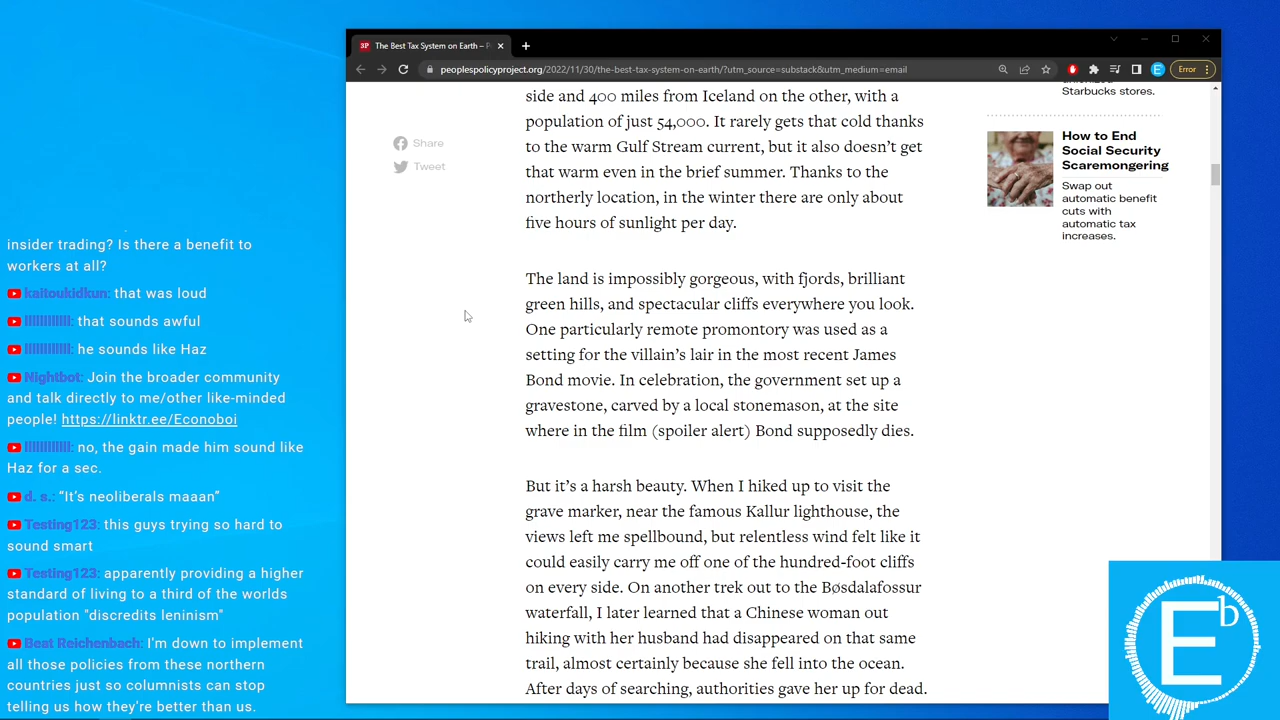 The Best Tax System on Earth – P
peoplespolicyproject.org/2022/11/30/the-best-tax-system-on-earth/?utm_source=substack&utm_medium=email
Error
Share
Tweet
side and 400 miles from Iceland on the other, with a
population of just 54,000. It rarely gets that cold thanks
to the warm Gulf Stream current, but it also doesn’t get
that warm even in the brief summer. Thanks to the
northerly location, in the winter there are only about
five hours of sunlight per day.
The land is impossibly gorgeous, with fjords, brilliant
green hills, and spectacular cliffs everywhere you look.
One particularly remote promontory was used as a
setting for the villain’s lair in the most recent James
Bond movie. In celebration, the government set up a
gravestone, carved by a local stonemason, at the site
where in the film (spoiler alert) Bond supposedly dies.
But it’s a harsh beauty. When I hiked up to visit the
grave marker, near the famous Kallur lighthouse, the
views left me spellbound, but relentless wind felt like it
could easily carry me off one of the hundred-foot cliffs
on every side. On another trek out to the Bøsdalafossur
waterfall, I later learned that a Chinese woman out
hiking with her husband had disappeared on that same
trail, almost certainly because she fell into the ocean.
After days of searching, authorities gave her up for dead.
Starbucks stores.
How to End
Social Security
Scaremongering
Swap out
automatic benefit
cuts with
automatic tax
increases.
insider trading? Is there a benefit to
workers at all?
kaitoukidkun: that was loud
lllllllllllll: that sounds awful
lllllllllllll: he sounds like Haz
Nightbot: Join the broader community
and talk directly to me/other like-minded
people! https://linktr.ee/Econoboi
lllllllllllll: no, the gain made him sound like
Haz for a sec.
d. s.: “It’s neoliberals maaan”
Testing123: this guys trying so hard to
sound smart
Testing123: apparently providing a higher
standard of living to a third of the worlds
population "discredits leninism"
Beat Reichenbach: I'm down to implement
all those policies from these northern
countries just so columnists can stop
telling us how they're better than us.
3P
E
Eb